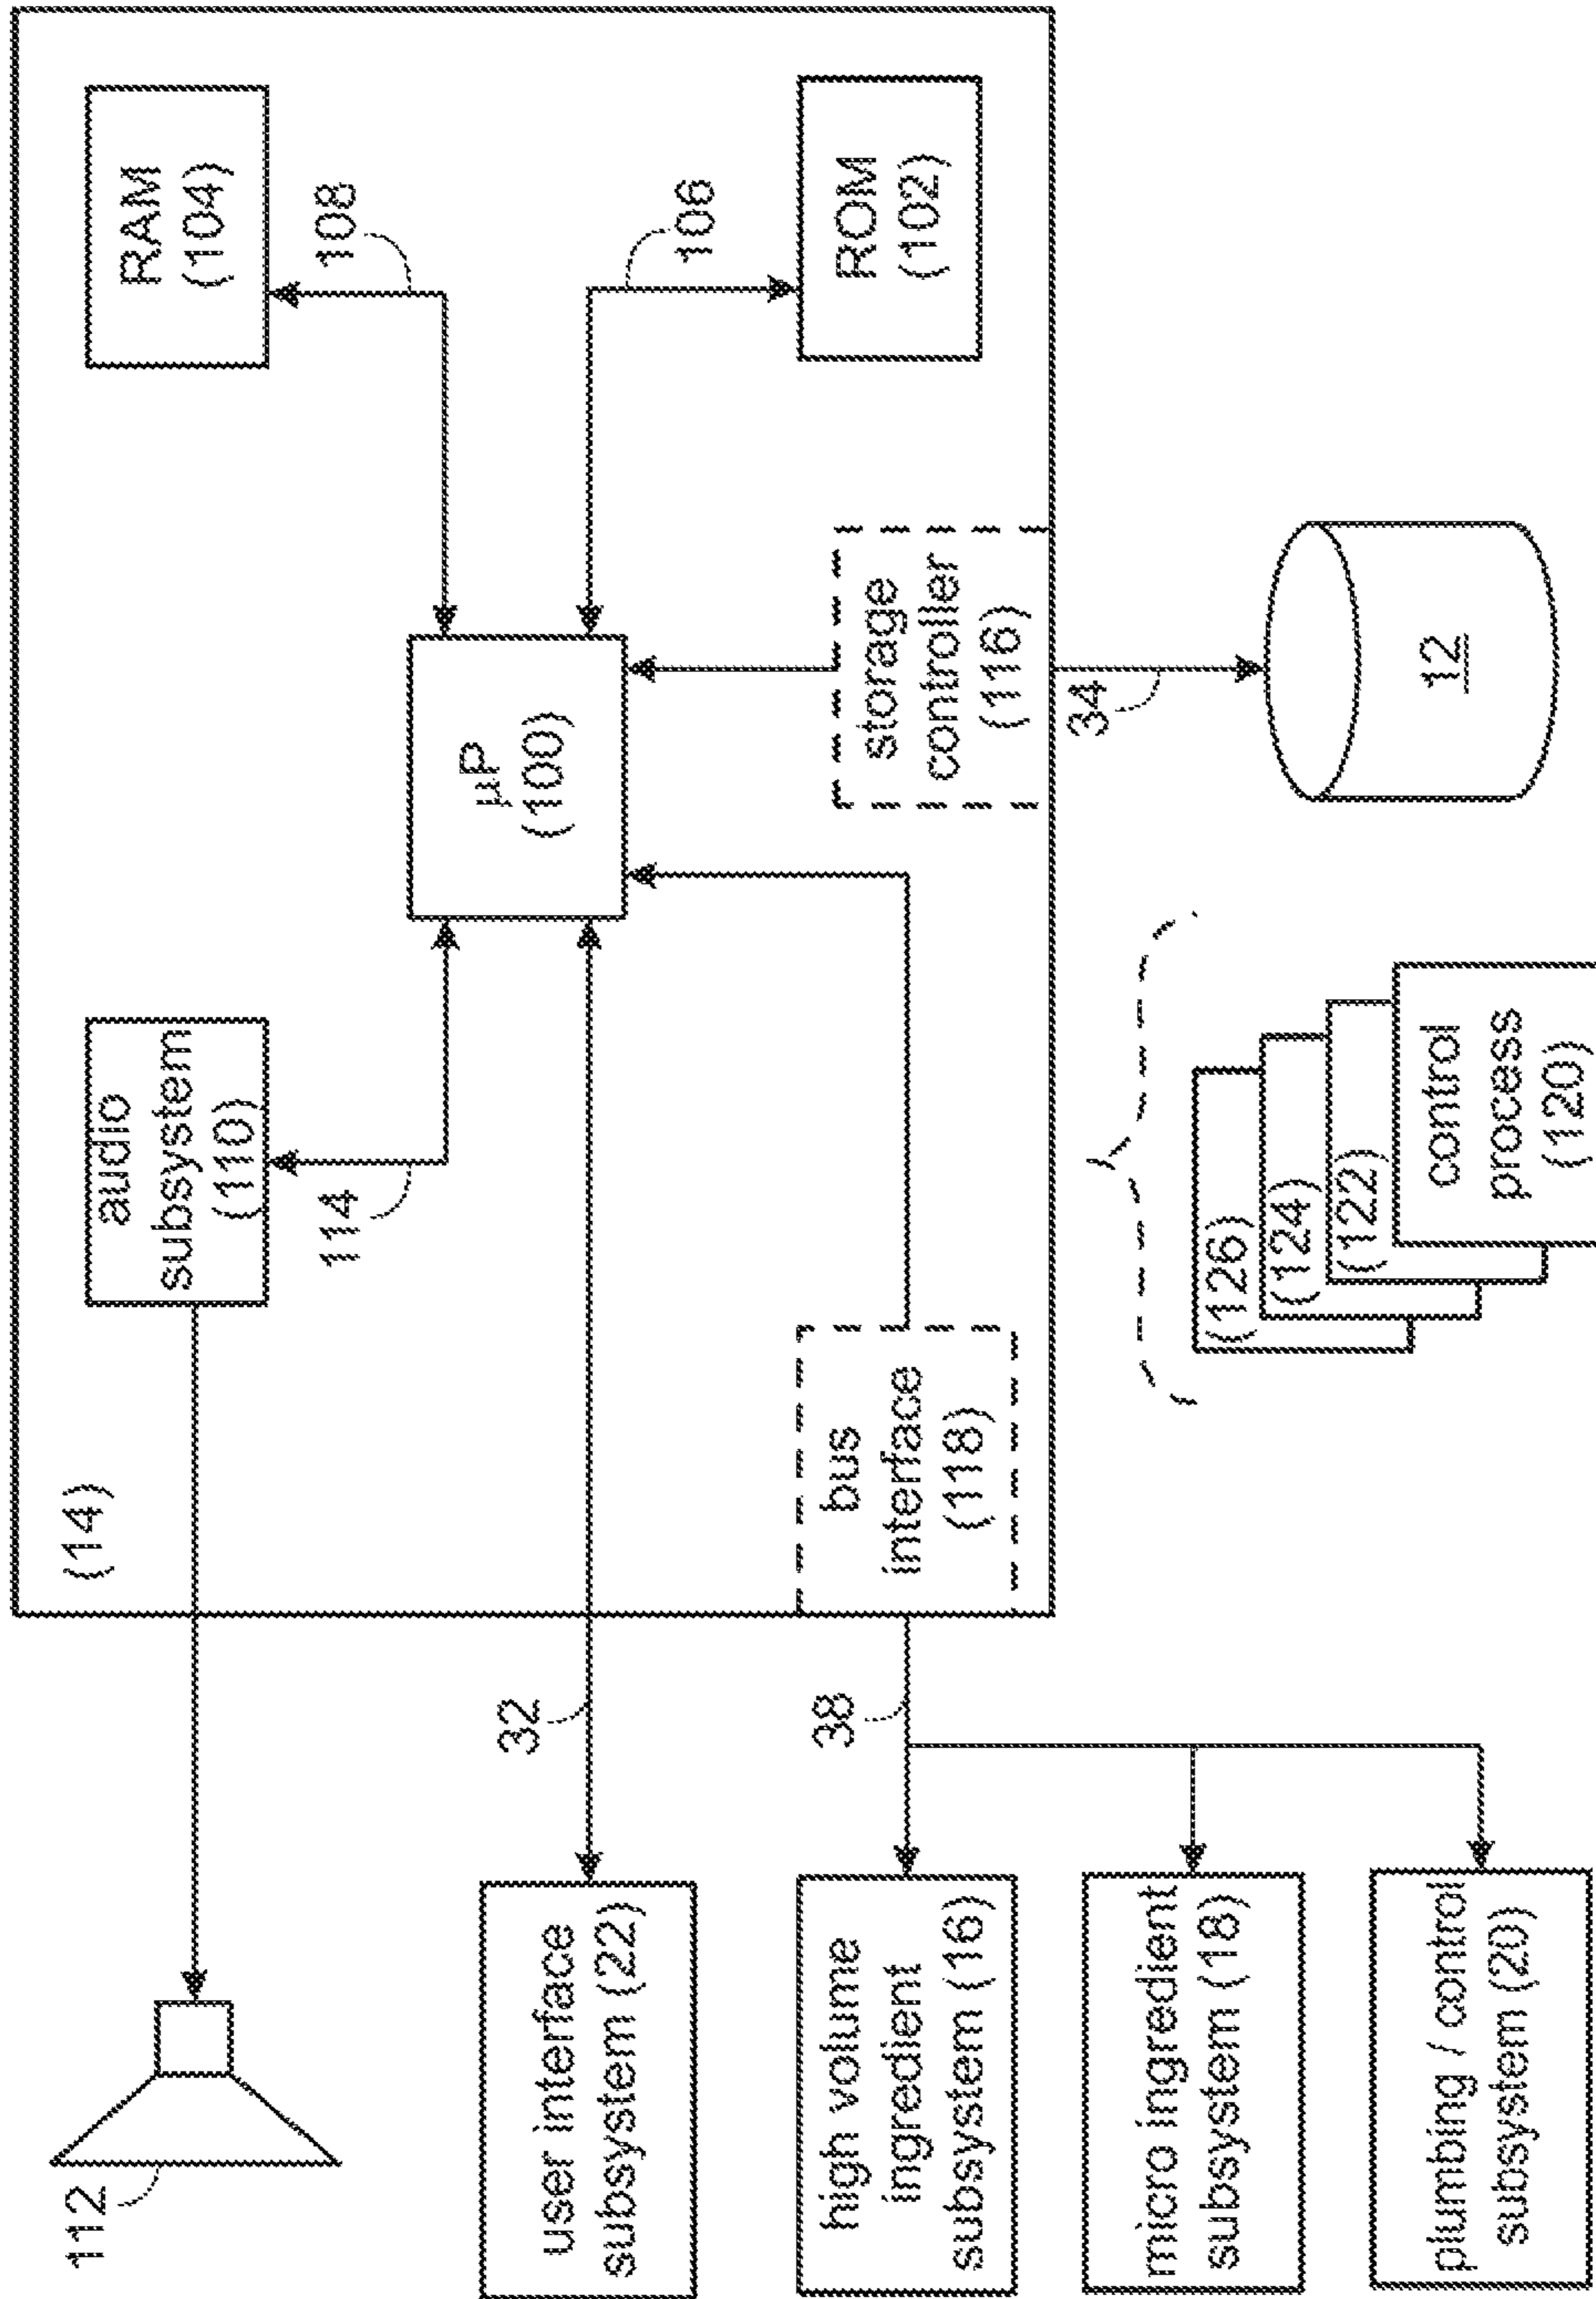 112
(14)
audio
subsystem
(110)
114
RAM
(104)
108
µP
(100)
106
ROM
(102)
32
user interface
subsystem (22)
38
high volume
ingredient
subsystem (16)
micro ingredient
subsystem (18)
plumbing / control
subsystem (20)
bus
interface
(118)
storage
controller
(116)
34
12
(126)
(124)
(122)
control
process
(120)